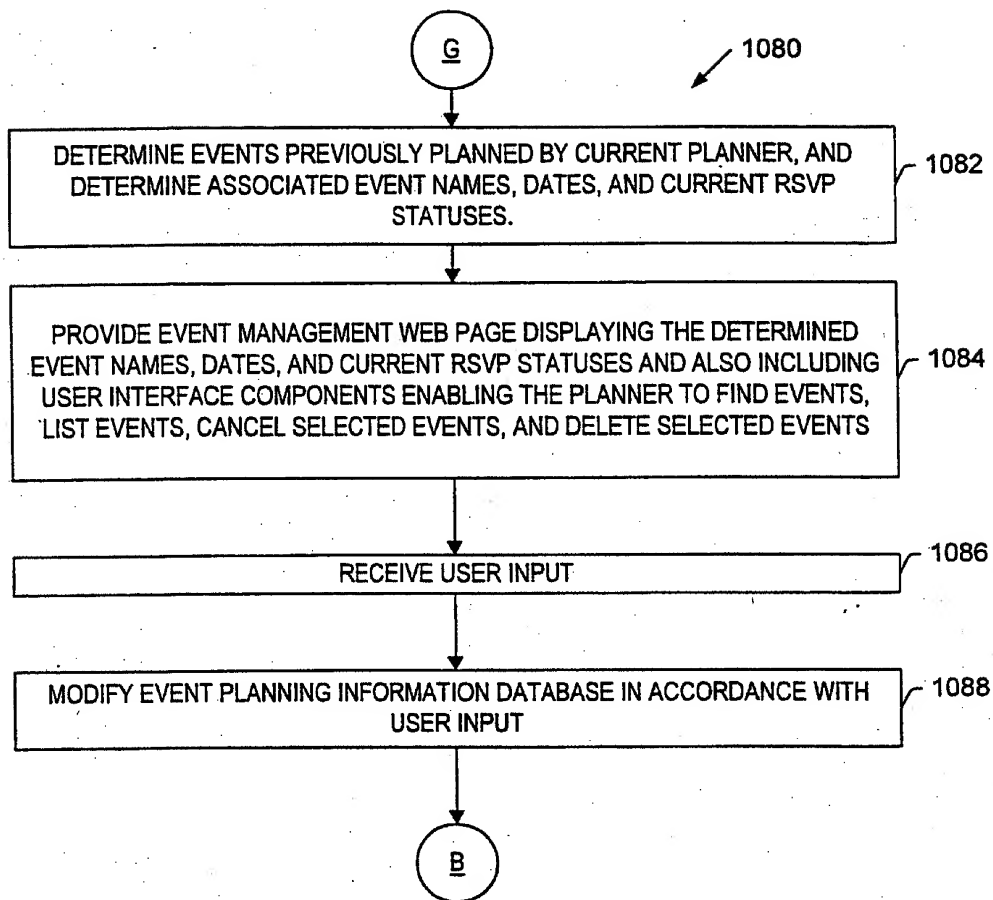 G
1080
DETERMINE EVENTS PREVIOUSLY PLANNED BY CURRENT PLANNER, AND
DETERMINE ASSOCIATED EVENT NAMES, DATES, AND CURRENT RSVP
STATUSES.
1082
PROVIDE EVENT MANAGEMENT WEB PAGE DISPLAYING THE DETERMINED
EVENT NAMES, DATES, AND CURRENT RSVP STATUSES AND ALSO INCLUDING
USER INTERFACE COMPONENTS ENABLING THE PLANNER TO FIND EVENTS,
LIST EVENTS, CANCEL SELECTED EVENTS, AND DELETE SELECTED EVENTS
1084
RECEIVE USER INPUT
1086
MODIFY EVENT PLANNING INFORMATION DATABASE IN ACCORDANCE WITH
USER INPUT
1088
B